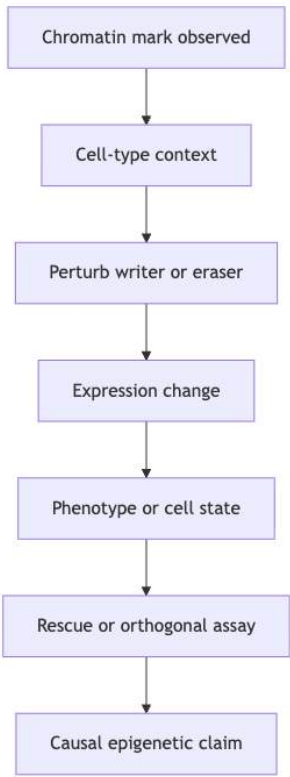 Chromatin mark observed
Cell-type context
Perturb writer or eraser
Expression change
Phenotype or cell state
Rescue or orthogonal assay
Causal epigenetic claim